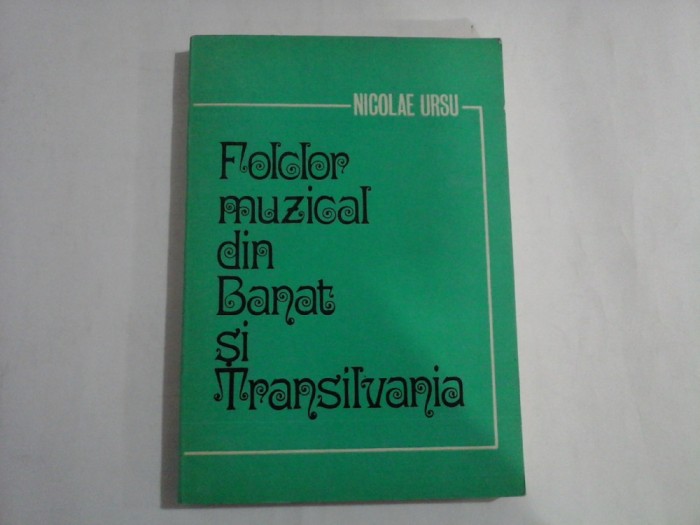 NICOLAE URSU
Folclor
muzical
din
Banat
și
Transilvania